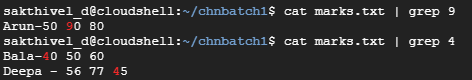 sakthivel_d@cloudshell:~/chnbatch1$ cat marks.txt | grep 9
Arun-50 90 80
sakthivel_d@cloudshell:~/chnbatch1$ cat marks.txt | grep 4
Bala-40 50 60
Deepa - 56 77 45